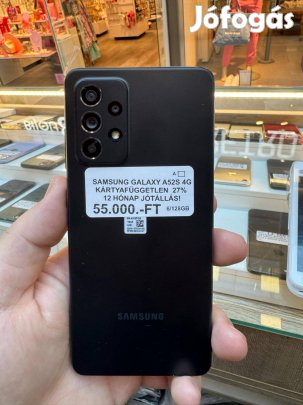 Jófogás
A
SAMSUNG GALAXY A52S 4G
KÁRTYAFÜGGETLEN 27%
12 HÓNAP JÓTÁLLÁS!
55.000.-FT 6/128GB
SAMSUNG